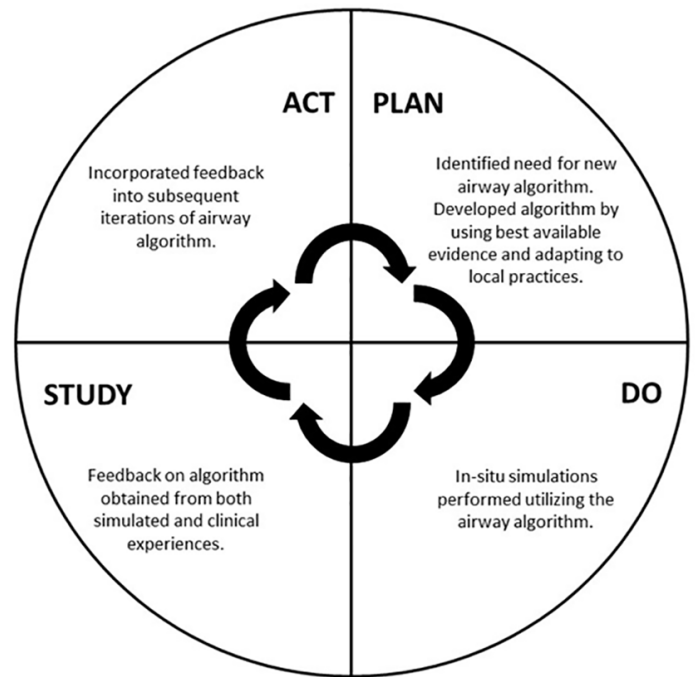 ACT
Incorporated feedback
into subsequent
iterations of airway
algorithm.
PLAN
Identified need for new
airway algorithm.
Developed algorithm by
using best available
evidence and adapting to
local practices.
STUDY
Feedback on algorithm
obtained from both
simulated and clinical
experiences.
DO
In-situ simulations
performed utilizing the
airway algorithm.